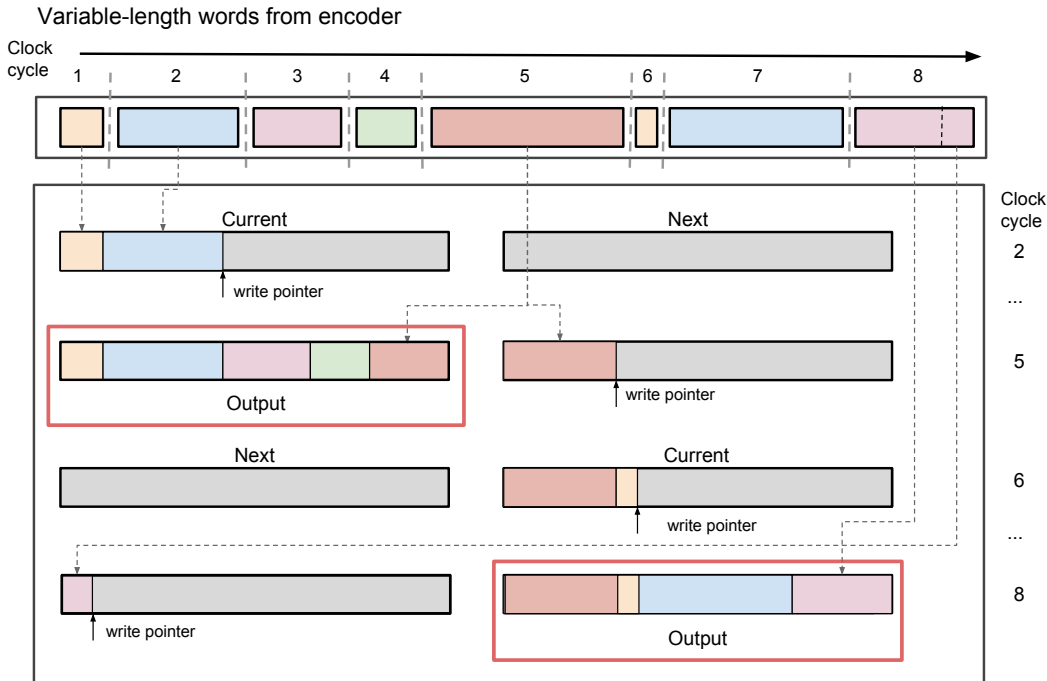 Variable-length words from encoder
Clock
cycle
1
2
3
4
5
6
7
8
Clock
cycle
Current
Next
2
write pointer
...
5
write pointer
Output
Next
Current
6
write pointer
...
8
write pointer
Output